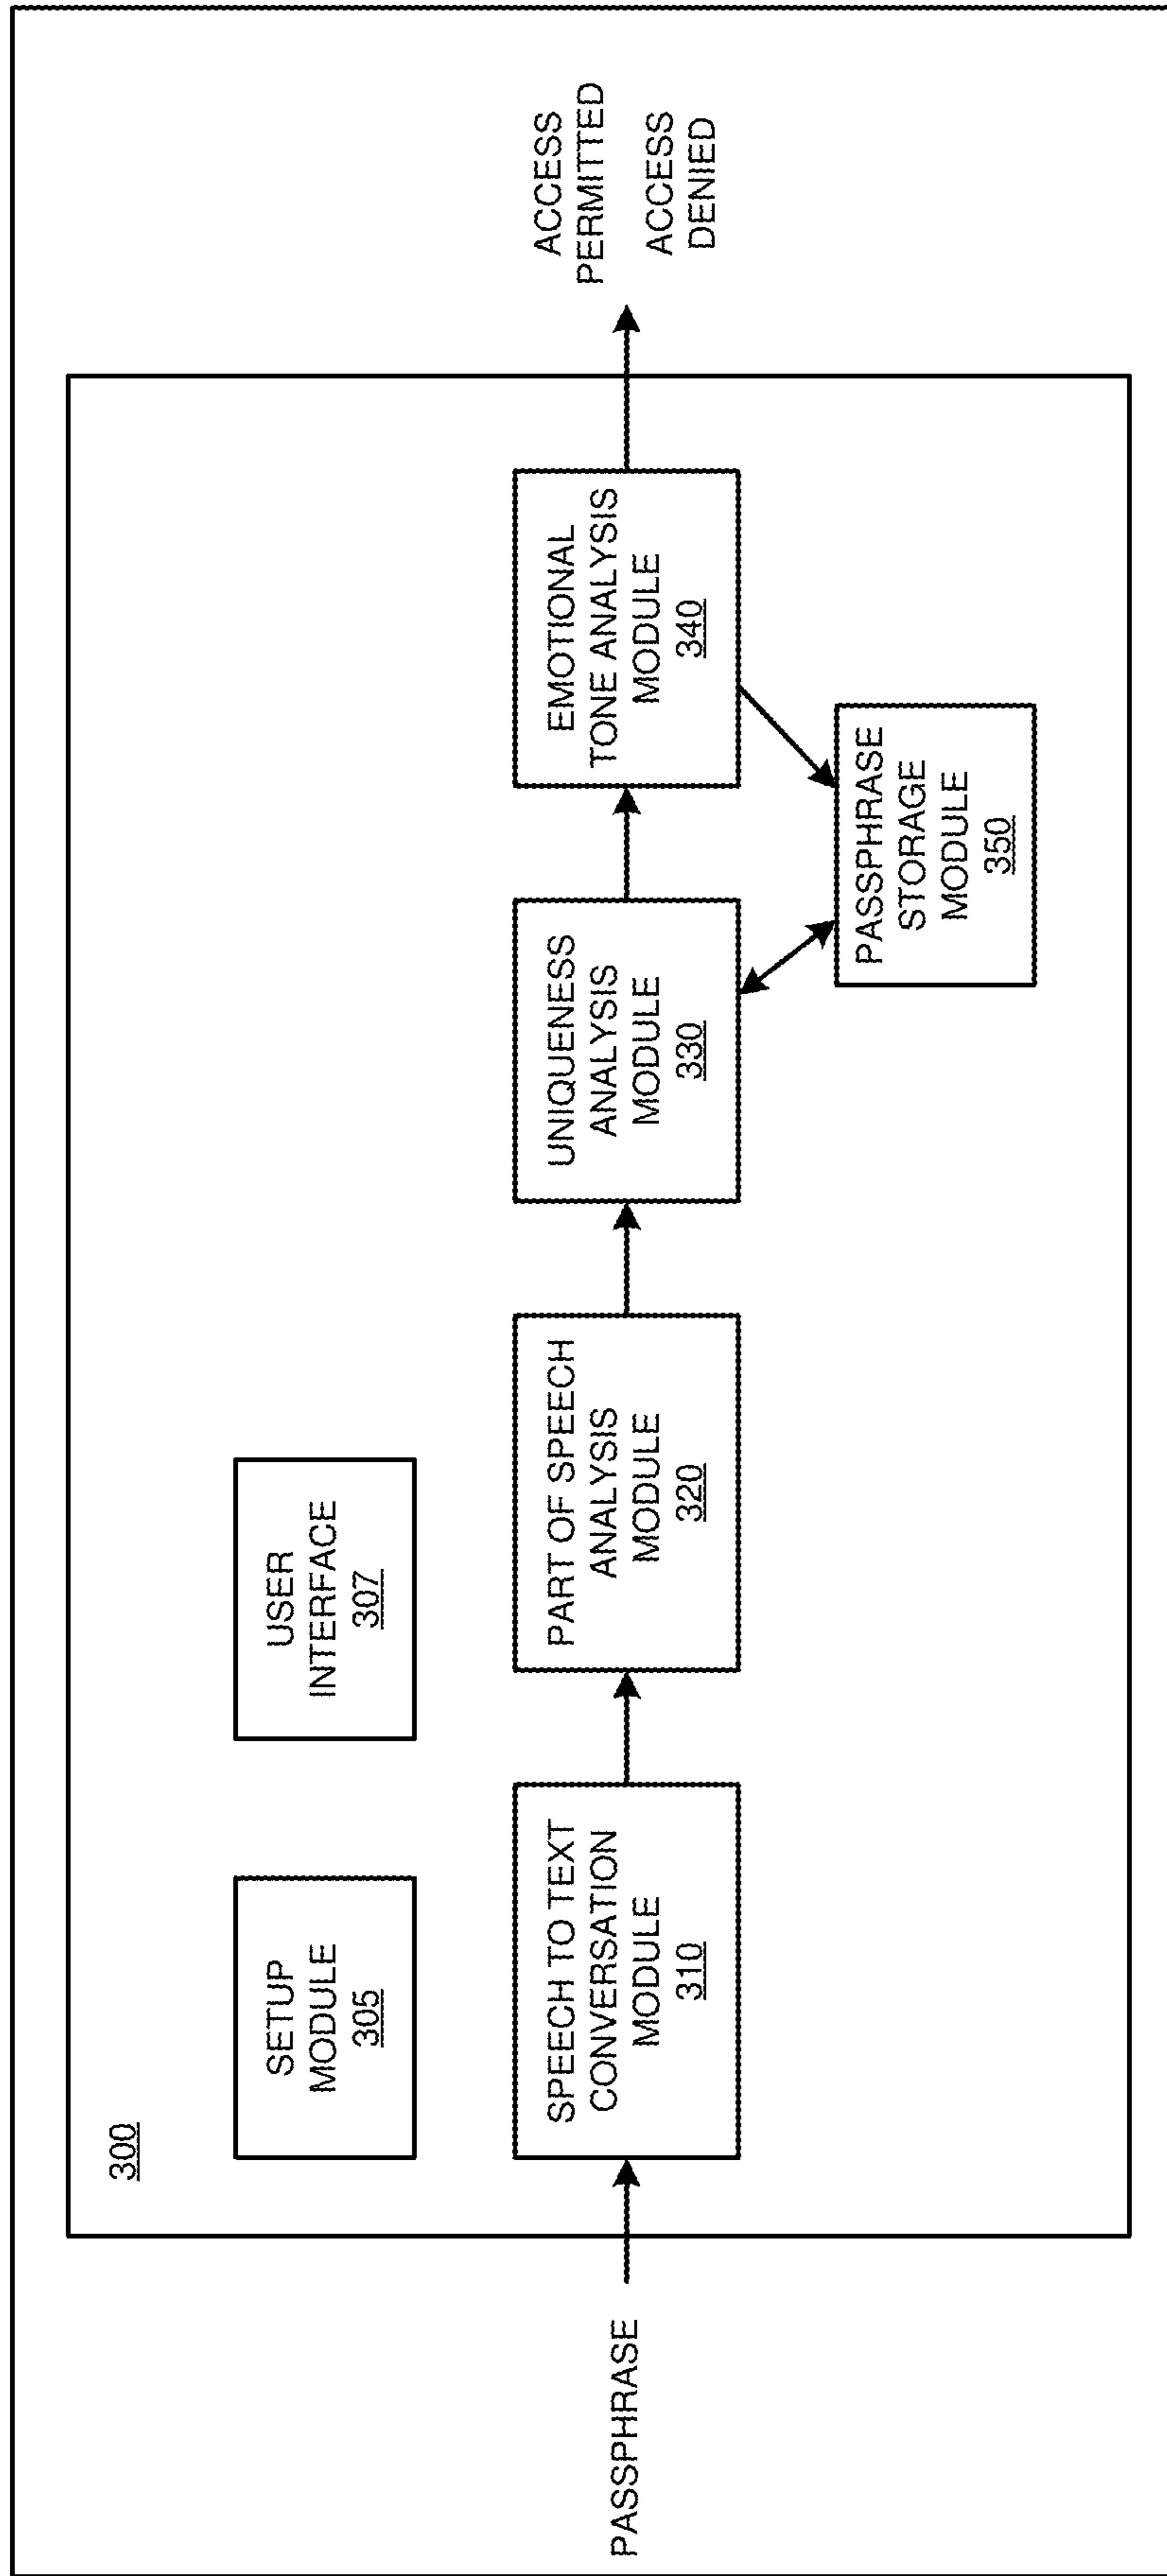 300
SETUP
MODULE
305
USER
INTERFACE
307
PASSPHRASE
SPEECH TO TEXT
CONVERSATION
MODULE
310
PART OF SPEECH
ANALYSIS
MODULE
320
UNIQUENESS
ANALYSIS
MODULE
330
EMOTIONAL
TONE ANALYSIS
MODULE
340
PASSPHRASE
STORAGE
MODULE
350
ACCESS
PERMITTED
ACCESS
DENIED